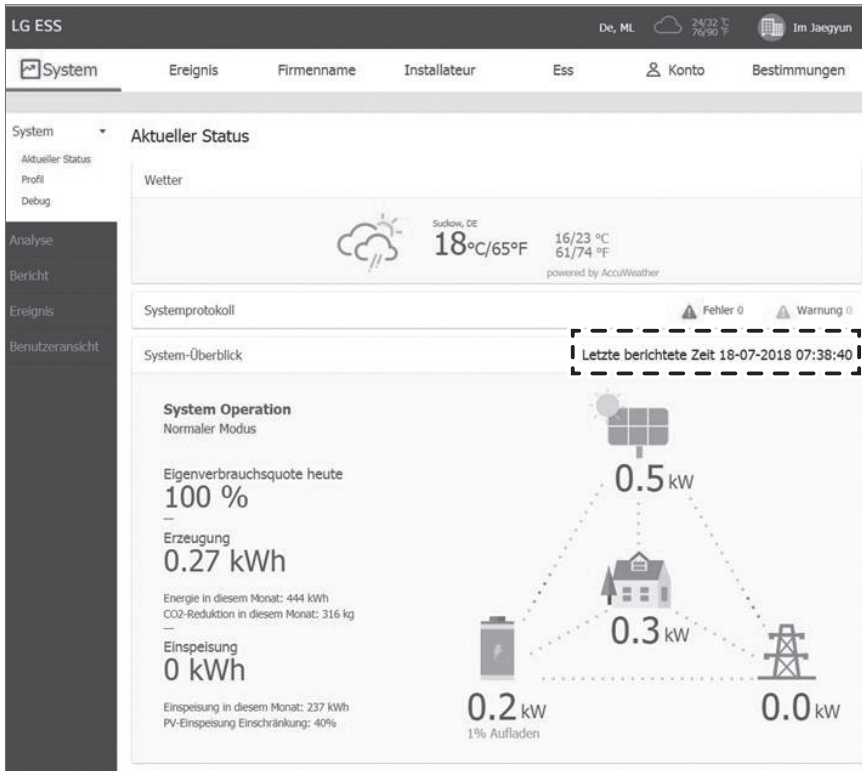 LG ESS
De, ML
24/32 °C
76/90 °F
Im Jaegyun
System
Ereignis
Firmenname
Installateur
Ess
Konto
Bestimmungen
System
Aktueller Status
Profil
Debug
Analyse
Bericht
Ereignis
Benutzeransicht
Aktueller Status
Wetter
Suckow, DE
18°C/65°F
16/23 °C
61/74 °F
powered by AccuWeather
Systemprotokoll
Fehler 0
Warnung 0
System-Überblick
Letzte berichtete Zeit 18-07-2018 07:38:40
System Operation
Normaler Modus
Eigenverbrauchsquote heute
100 %
Erzeugung
0.27 kWh
Energie in diesem Monat: 444 kWh
CO2-Reduktion in diesem Monat: 316 kg
Einspeisung
0 kWh
Einspeisung in diesem Monat: 237 kWh
PV-Einspeisung Einschränkung: 40%
0.5 kW
0.3 kW
0.2 kW
1% Aufladen
0.0 kW